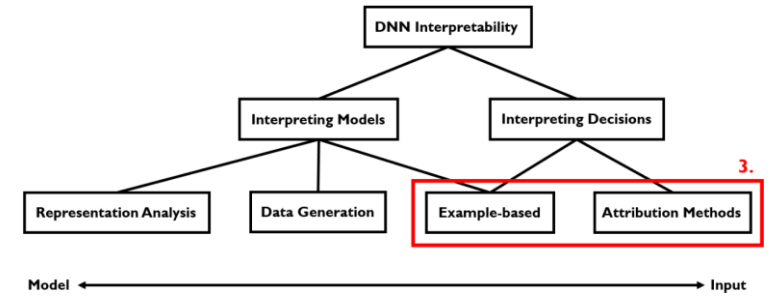 DNN Interpretability
Interpreting Models
Interpreting Decisions
3.
Representation Analysis
Data Generation
Example-based
Attribution Methods
Model
Input